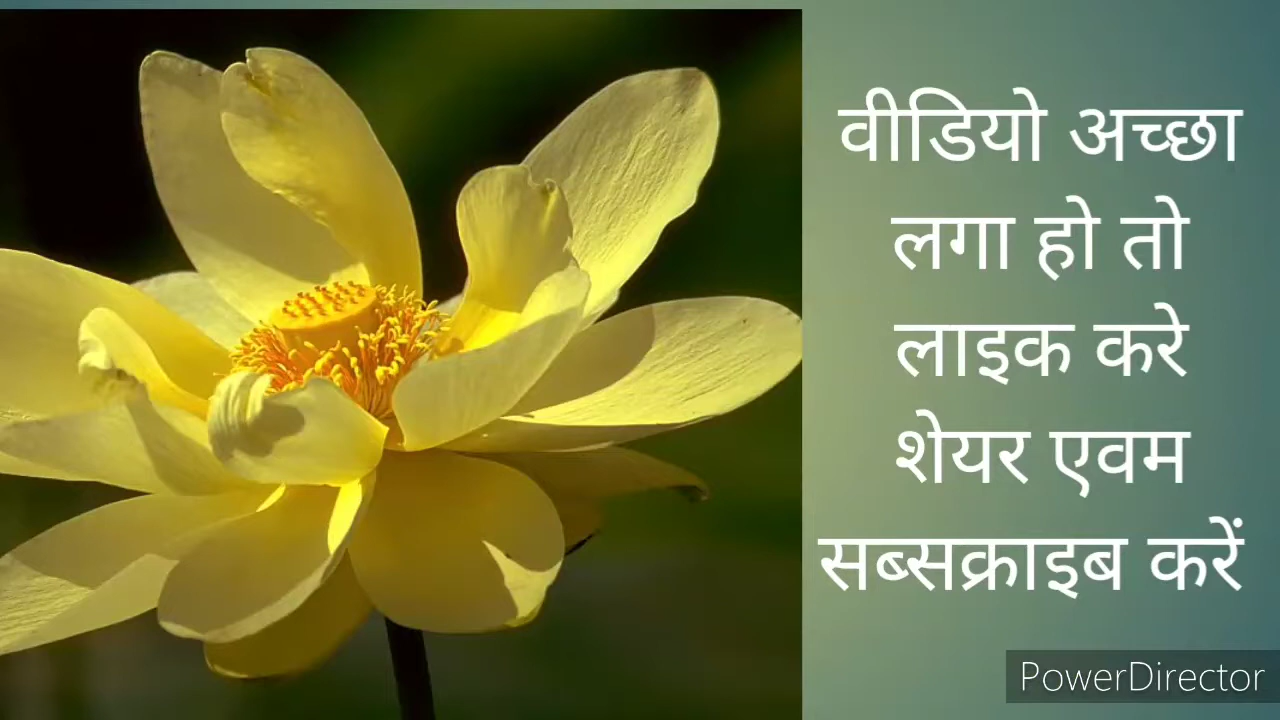 वीडियो अच्छा
लगा हो तो
लाइक करे
शेयर एवम
सब्सक्राइब करें
PowerDirector